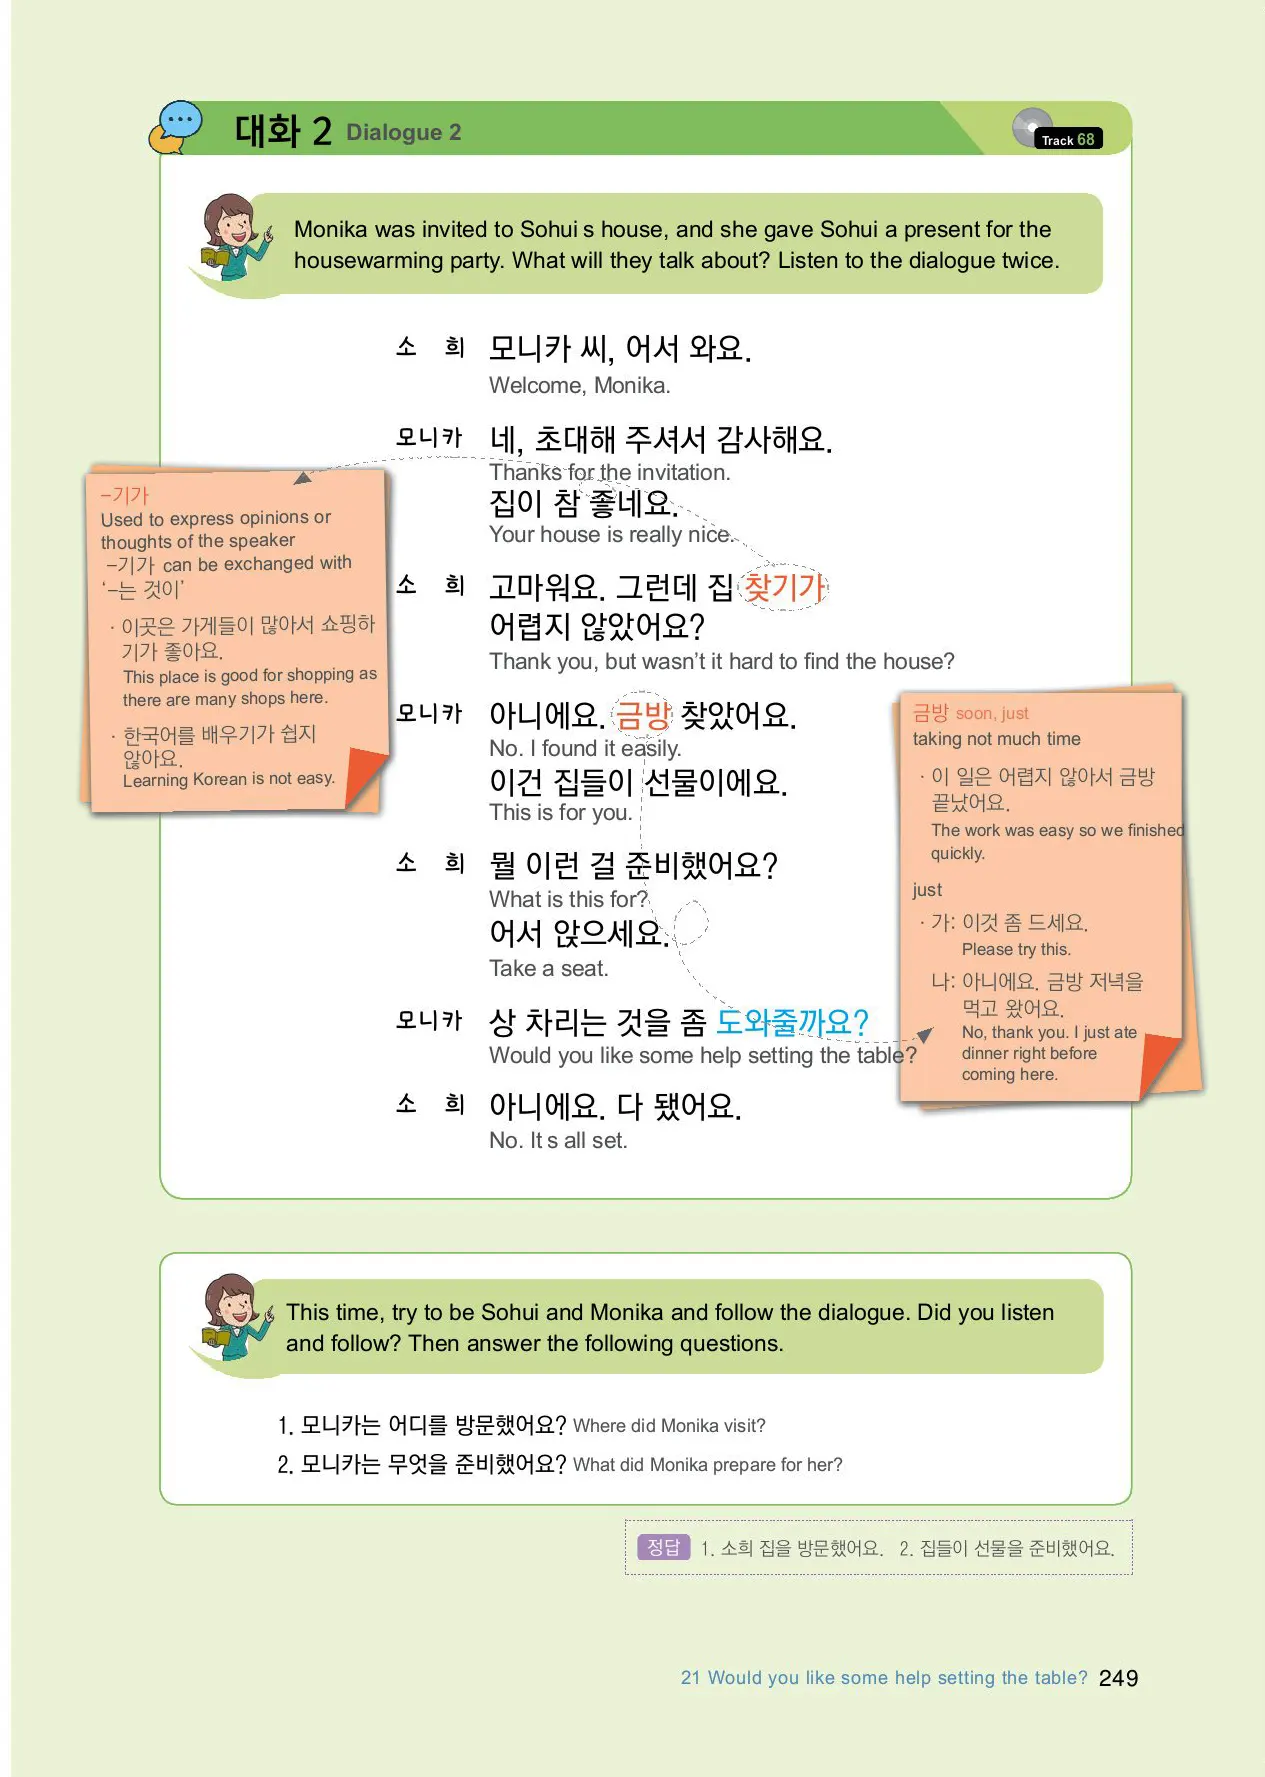 대화 2 Dialogue 2
Track 68
Monika was invited to Sohui s house, and she gave Sohui a present for the
housewarming party. What will they talk about? Listen to the dialogue twice.
소 희 모니카 씨, 어서 와요.
Welcome, Monika.
모니카 네, 초대해 주셔서 감사해요.
Thanks for the invitation.
집이 참 좋네요.
Your house is really nice.
소 희 고마워요. 그런데 집 찾기가
어렵지 않았어요?
Thank you, but wasn’t it hard to find the house?
모니카 아니에요. 금방 찾았어요.
No. I found it easily.
이건 집들이 선물이에요.
This is for you.
소 희 뭘 이런 걸 준비했어요?
What is this for?
어서 앉으세요.
Take a seat.
모니카 상 차리는 것을 좀 도와줄까요?
Would you like some help setting the table?
소 희 아니에요. 다 됐어요.
No. It s all set.
-기가
Used to express opinions or
thoughts of the speaker
-기가 can be exchanged with
‘-는 것이’
· 이곳은 가게들이 많아서 쇼핑하
기가 좋아요.
This place is good for shopping as
there are many shops here.
· 한국어를 배우기가 쉽지
않아요.
Learning Korean is not easy.
금방 soon, just
taking not much time
· 이 일은 어렵지 않아서 금방
끝났어요.
The work was easy so we finished
quickly.
just
· 가: 이것 좀 드세요.
Please try this.
나: 아니에요. 금방 저녁을
먹고 왔어요.
No, thank you. I just ate
dinner right before
coming here.
This time, try to be Sohui and Monika and follow the dialogue. Did you listen
and follow? Then answer the following questions.
1. 모니카는 어디를 방문했어요? Where did Monika visit?
2. 모니카는 무엇을 준비했어요? What did Monika prepare for her?
정답 1. 소희 집을 방문했어요. 2. 집들이 선물을 준비했어요.
21 Would you like some help setting the table? 249